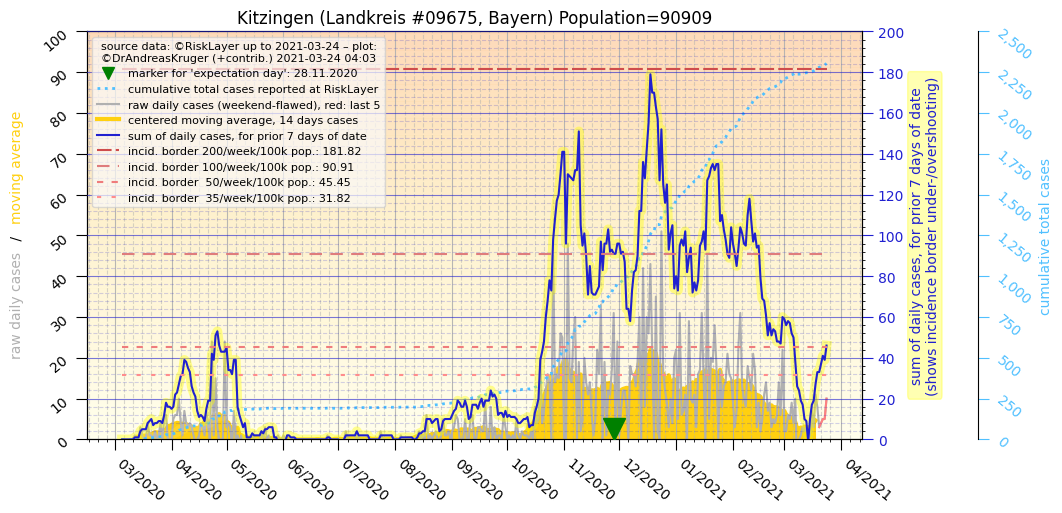 Kitzingen (Landkreis #09675, Bayern) Population=90909
source data: ©RiskLayer up to 2021-03-24 – plot:
©DrAndreasKruger (+contrib.) 2021-03-24 04:03
marker for 'expectation day': 28.11.2020
cumulative total cases reported at RiskLayer
raw daily cases (weekend-flawed), red: last 5
centered moving average, 14 days cases
sum of daily cases, for prior 7 days of date
incid. border 200/week/100k pop.: 181.82
incid. border 100/week/100k pop.: 90.91
incid. border  50/week/100k pop.: 45.45
incid. border  35/week/100k pop.: 31.82
raw daily cases  /  moving average
100
90
80
70
60
50
40
30
20
10
0
03/2020
04/2020
05/2020
06/2020
07/2020
08/2020
09/2020
10/2020
11/2020
12/2020
01/2021
02/2021
03/2021
04/2021
200
180
160
140
120
100
80
60
40
20
0
sum of daily cases, for prior 7 days of date
(shows incidence border under-/overshooting)
2,500
2,250
2,000
1,750
1,500
1,250
1,000
750
500
250
0
cumulative total cases